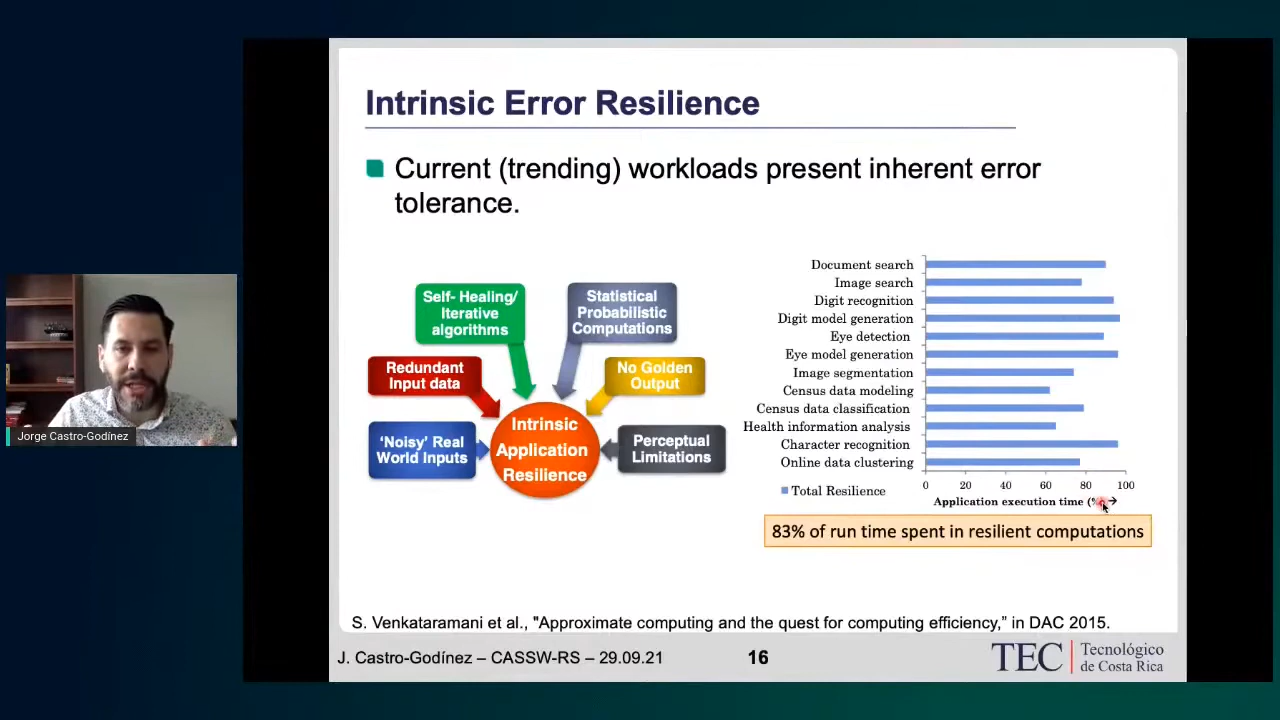 Intrinsic Error Resilience
Current (trending) workloads present inherent error
tolerance.
Self- Healing/
Iterative
algorithms
Statistical
Probabilistic
Computations
Redundant
Input data
No Golden
Output
'Noisy' Real
World Inputs
Intrinsic
Application
Resilience
Perceptual
Limitations
Document search
Image search
Digit recognition
Digit model generation
Eye detection
Eye model generation
Image segmentation
Census data modeling
Census data classification
Health information analysis
Character recognition
Online data clustering
0 20 40 60 80 100
Total Resilience
Application execution time (%) →
83% of run time spent in resilient computations
S. Venkataramani et al., "Approximate computing and the quest for computing efficiency," in DAC 2015.
J. Castro-Godínez – CASSW-RS – 29.09.21
16
TEC
Tecnológico
de Costa Rica
Jorge Castro-Godínez